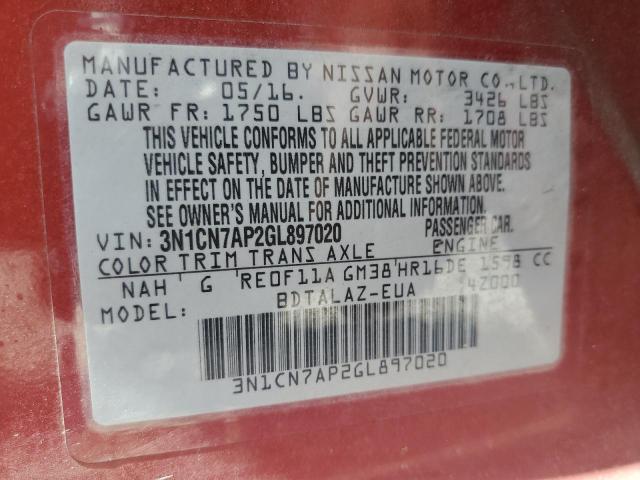 MANUFACTURED BY NISSAN MOTOR CO.,LTD.
DATE: 05/16. GVWR: 3426 LBS
GAWR FR: 1750 LBS GAWR RR: 1708 LBS
THIS VEHICLE CONFORMS TO ALL APPLICABLE FEDERAL MOTOR
VEHICLE SAFETY, BUMPER AND THEFT PREVENTION STANDARDS
IN EFFECT ON THE DATE OF MANUFACTURE SHOWN ABOVE.
SEE OWNER'S MANUAL FOR ADDITIONAL INFORMATION.
VIN: 3N1CN7AP2GL897020 PASSENGER CAR.
COLOR TRIM TRANS AXLE ENGINE
NAH G RE0F11A GM38 HR16DE 1598 CC
MODEL: BDTALAZ-EUA 4Z000
3N1CN7AP2GL897020